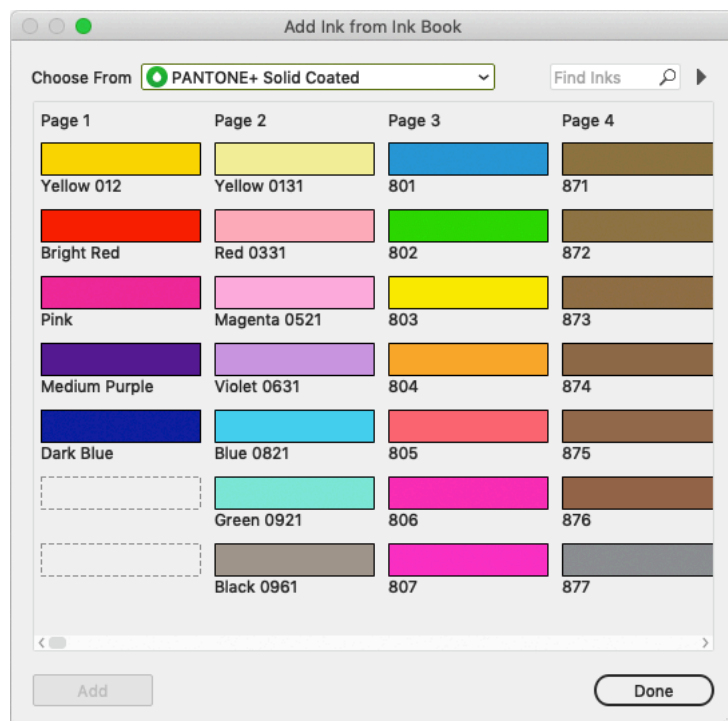 Add Ink from Ink Book
Choose From PANTONE+ Solid Coated Find Inks
Page 1 Page 2 Page 3 Page 4
Yellow 012 Yellow 0131 801 871
Bright Red Red 0331 802 872
Pink Magenta 0521 803 873
Medium Purple Violet 0631 804 874
Dark Blue Blue 0821 805 875
Green 0921 806 876
Black 0961 807 877
Add Done